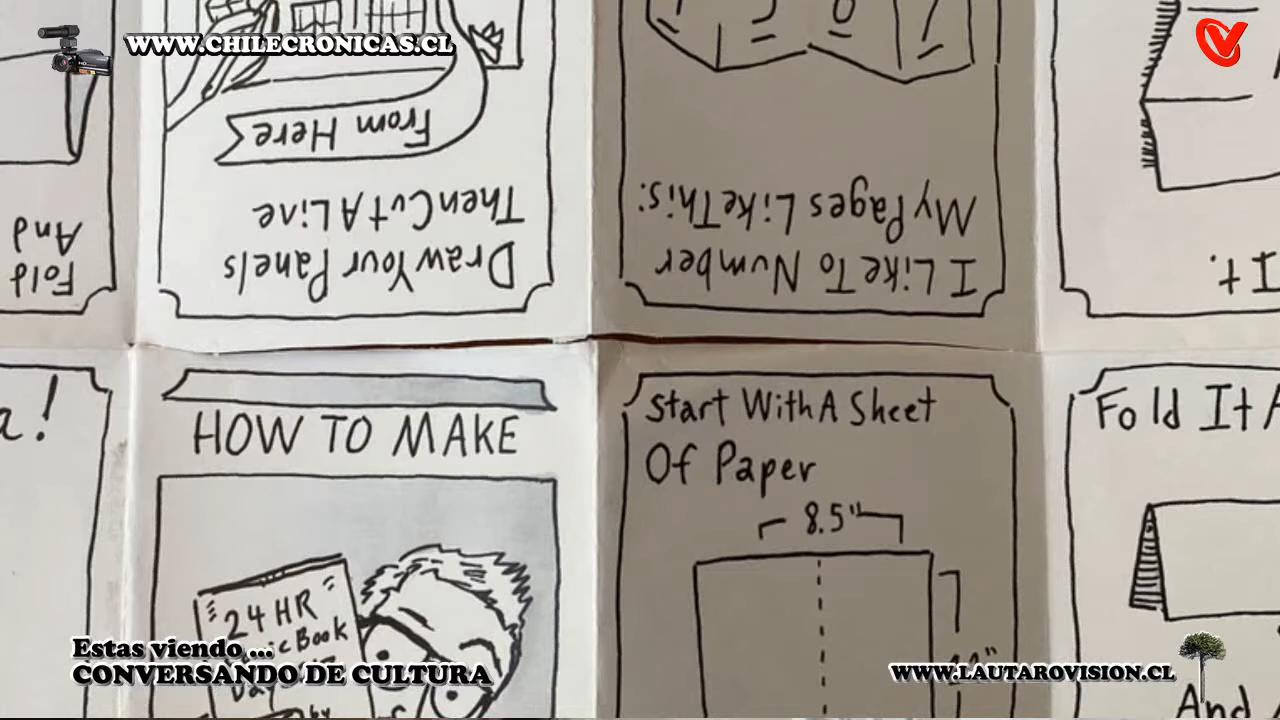 WWW.CHILECRONICAS.CL
From Here
Then Cut A Line
Draw Your Panels
My Pages Like This:
I Like To Number
And
Fold
It.
a!
HOW TO MAKE
24 HR
Book
by
Start With A Sheet
Of Paper
8.5"
Fold It A
And
Estas viendo ...
CONVERSANDO DE CULTURA
WWW.LAUTAROVISION.CL